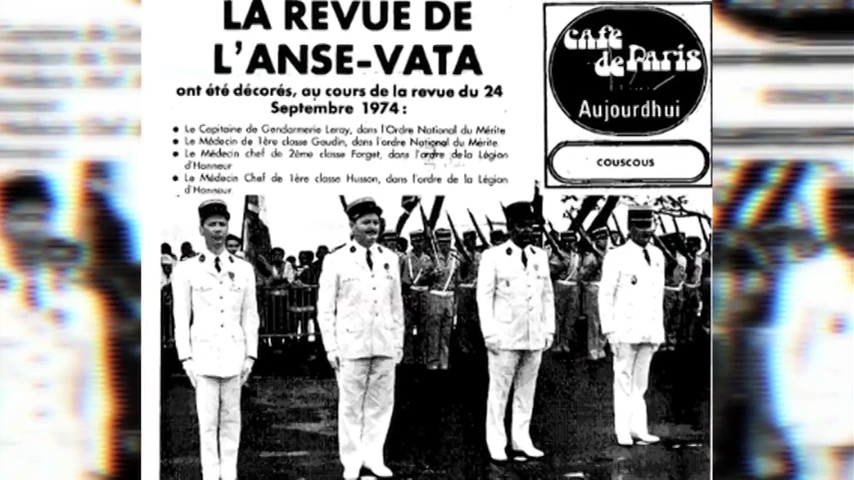 LA REVUE DE
L'ANSE-VATA
ont été décorés, au cours de la revue du 24
Septembre 1974 :
• Le Capitaine de Gendarmerie Leray, dans l'Ordre National du Mérite
• Le Médecin de 1ère classe Gaudin, dans l'ordre National du Mérite.
• Le Médecin chef de 2ème classe Forget, dans l'ordre de la Légion
d'Honneur
• Le Médecin Chef de 1ère classe Husson, dans l'ordre de la Légion
d'Honneur.
cafe
de Paris
Aujourdhui
COUSCOUS